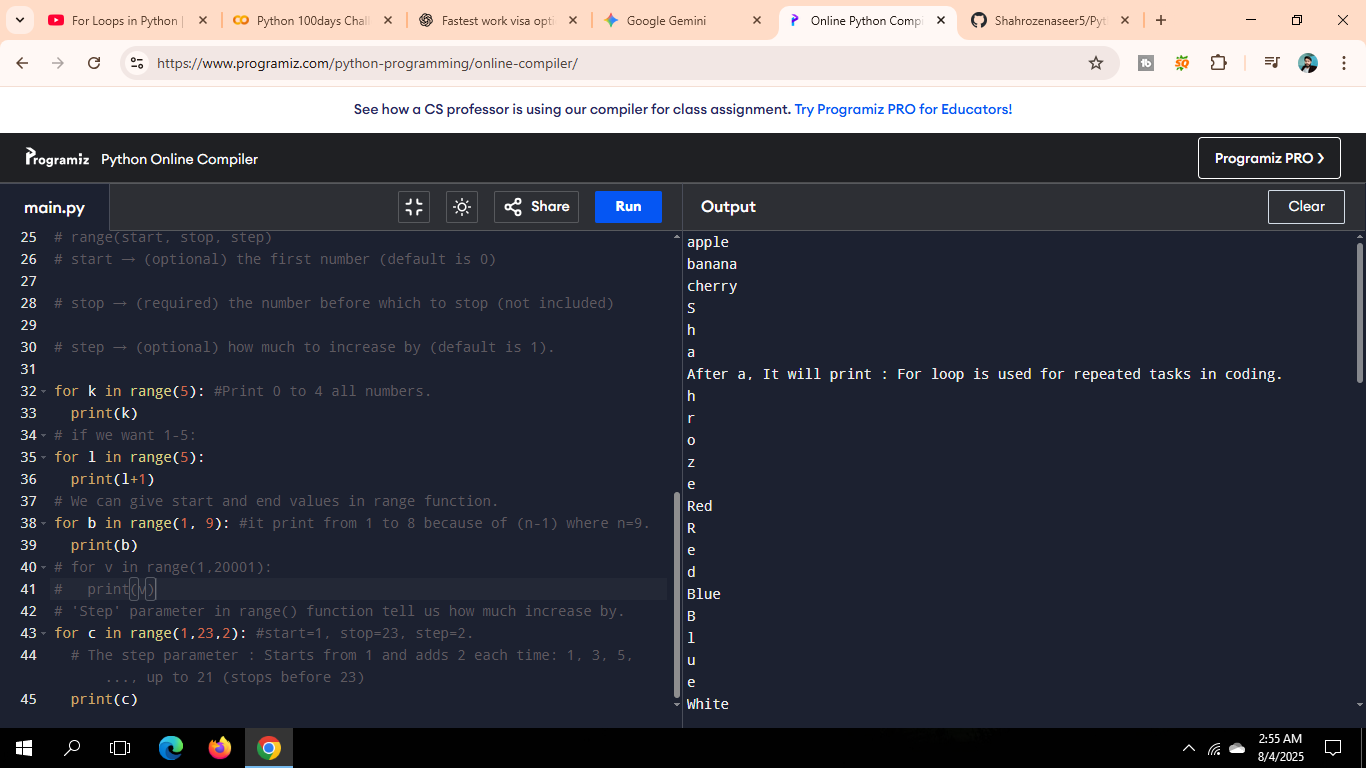 For Loops in Python |
Python 100days Chall
Fastest work visa opti
Google Gemini
Online Python Compi
Shahrozenaseer5/Pyt
https://www.programiz.com/python-programming/online-compiler/
See how a CS professor is using our compiler for class assignment. Try Programiz PRO for Educators!
Programiz Python Online Compiler
Programiz PRO ❯
main.py
Share
Run
25 # range(start, stop, step)
26 # start → (optional) the first number (default is 0)
27
28 # stop → (required) the number before which to stop (not included)
29
30 # step → (optional) how much to increase by (default is 1).
31
32 for k in range(5): #Print 0 to 4 all numbers.
33 print(k)
34 # if we want 1-5:
35 for l in range(5):
36 print(l+1)
37 # We can give start and end values in range function.
38 for b in range(1, 9): #it print from 1 to 8 because of (n-1) where n=9.
39 print(b)
40 # for v in range(1,20001):
41 # print(v)
42 # 'Step' parameter in range() function tell us how much increase by.
43 for c in range(1,23,2): #start=1, stop=23, step=2.
44 # The step parameter : Starts from 1 and adds 2 each time: 1, 3, 5,
..., up to 21 (stops before 23)
45 print(c)
Output
Clear
apple
banana
cherry
S
h
a
After a, It will print : For loop is used for repeated tasks in coding.
h
r
o
z
e
Red
R
e
d
Blue
B
l
u
e
White
2:55 AM
8/4/2025